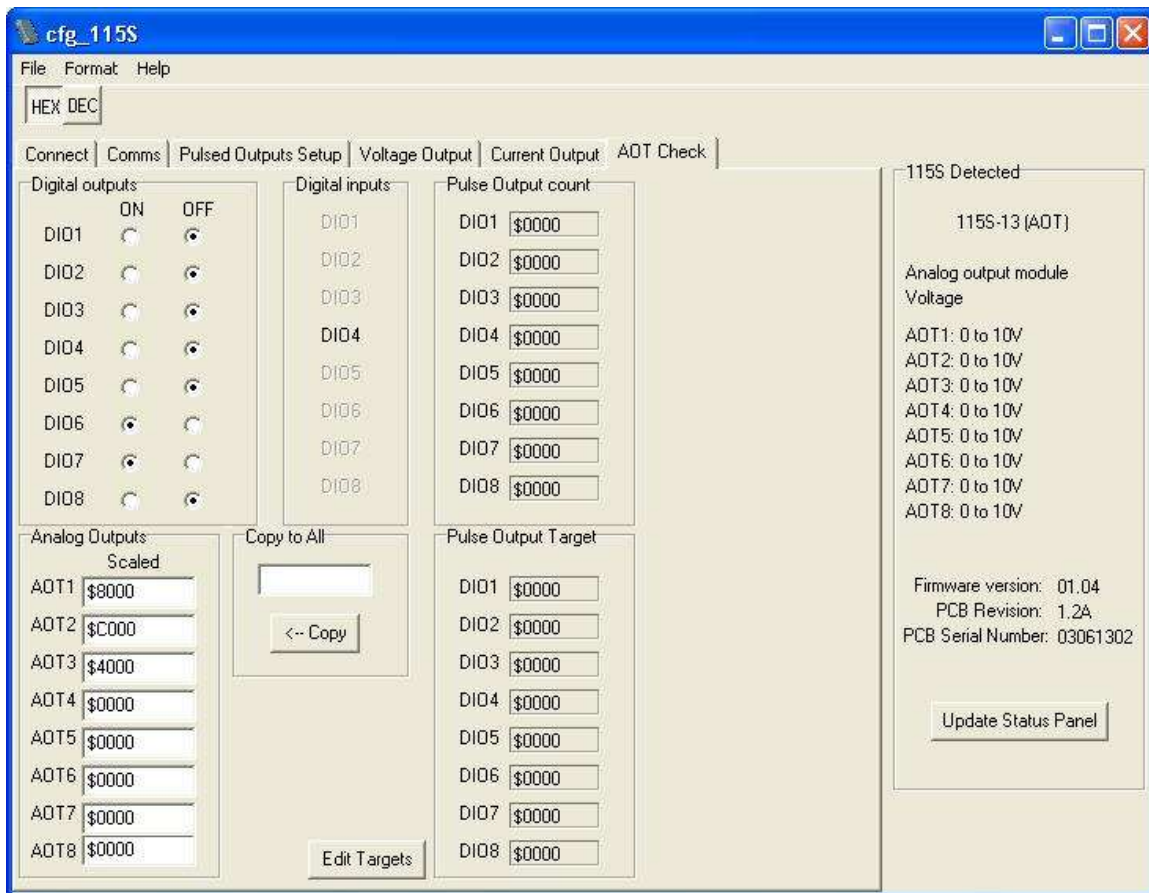 cfg_115S
File Format Help
HEX DEC
Connect Comms Pulsed Outputs Setup Voltage Output Current Output AOT Check
Digital outputs
ON OFF
DIO1
DIO2
DIO3
DIO4
DIO5
DIO6
DIO7
DIO8
Digital inputs
DIO1
DIO2
DIO3
DIO4
DIO5
DIO6
DIO7
DIO8
Pulse Output count
DIO1 $0000
DIO2 $0000
DIO3 $0000
DIO4 $0000
DIO5 $0000
DIO6 $0000
DIO7 $0000
DIO8 $0000
Analog Outputs
Scaled
AOT1 $8000
AOT2 $C000
AOT3 $4000
AOT4 $0000
AOT5 $0000
AOT6 $0000
AOT7 $0000
AOT8 $0000
Copy to All
<-- Copy
Edit Targets
Pulse Output Target
DIO1 $0000
DIO2 $0000
DIO3 $0000
DIO4 $0000
DIO5 $0000
DIO6 $0000
DIO7 $0000
DIO8 $0000
115S Detected
115S-13 (AOT)
Analog output module
Voltage
AOT1: 0 to 10V
AOT2: 0 to 10V
AOT3: 0 to 10V
AOT4: 0 to 10V
AOT5: 0 to 10V
AOT6: 0 to 10V
AOT7: 0 to 10V
AOT8: 0 to 10V
Firmware version: 01.04
PCB Revision: 1.2A
PCB Serial Number: 03061302
Update Status Panel